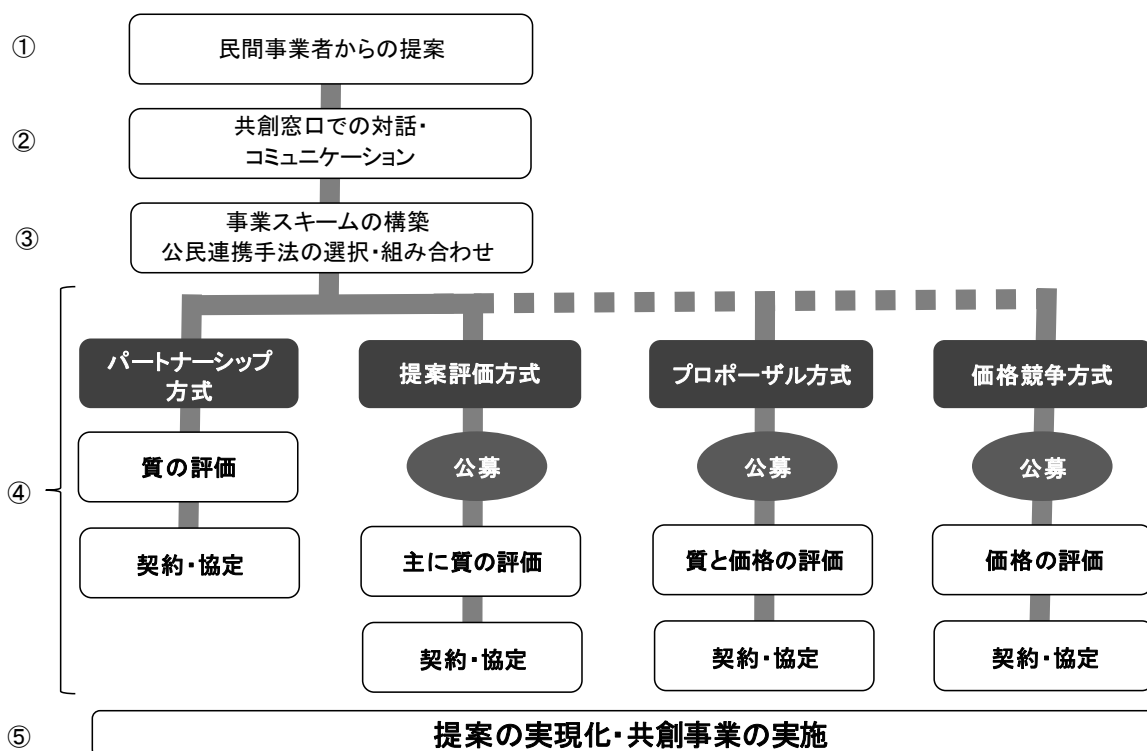 ①
民間事業者からの提案
②
共創窓口での対話・
コミュニケーション
③
事業スキームの構築
公民連携手法の選択・組み合わせ
④
パートナーシップ
方式
質の評価
契約・協定
提案評価方式
公募
主に質の評価
契約・協定
プロポーザル方式
公募
質と価格の評価
契約・協定
価格競争方式
公募
価格の評価
契約・協定
⑤
提案の実現化・共創事業の実施